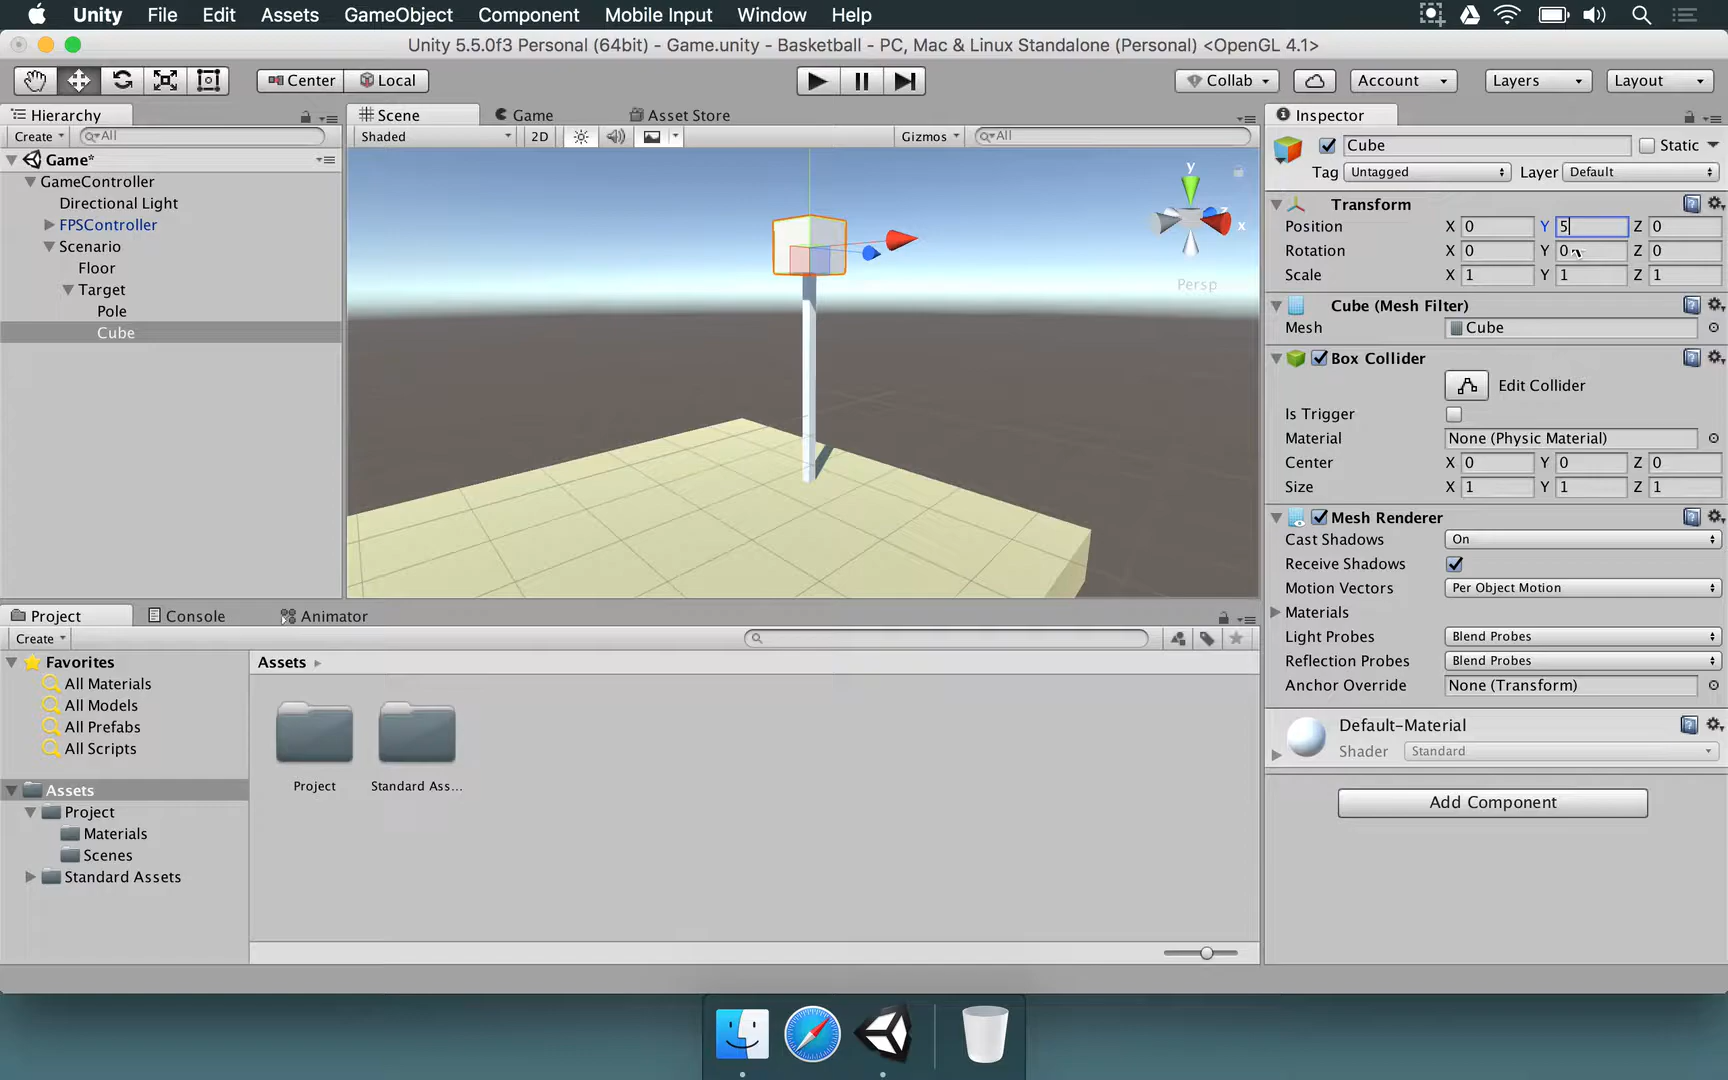 Unity File Edit Assets GameObject Component Mobile Input Window Help
Unity 5.5.0f3 Personal (64bit) - Game.unity - Basketball - PC, Mac & Linux Standalone (Personal) <OpenGL 4.1>
Center Local Collab Account Layers Layout
Hierarchy
Create All
Game*
GameController
Directional Light
FPSController
Scenario
Floor
Target
Pole
Cube
Scene Game Asset Store
Shaded 2D Gizmos All
y
x
Persp
Inspector
Cube Static
Tag Untagged Layer Default
Transform
Position X 0 Y 5 Z 0
Rotation X 0 Y 0 Z 0
Scale X 1 Y 1 Z 1
Cube (Mesh Filter)
Mesh Cube
Box Collider
Edit Collider
Is Trigger
Material None (Physic Material)
Center X 0 Y 0 Z 0
Size X 1 Y 1 Z 1
Mesh Renderer
Cast Shadows On
Receive Shadows
Motion Vectors Per Object Motion
Materials
Light Probes Blend Probes
Reflection Probes Blend Probes
Anchor Override None (Transform)
Default-Material
Shader Standard
Add Component
Project Console Animator
Create
Favorites
All Materials
All Models
All Prefabs
All Scripts
Assets
Project
Materials
Scenes
Standard Assets
Assets
Project Standard Ass...